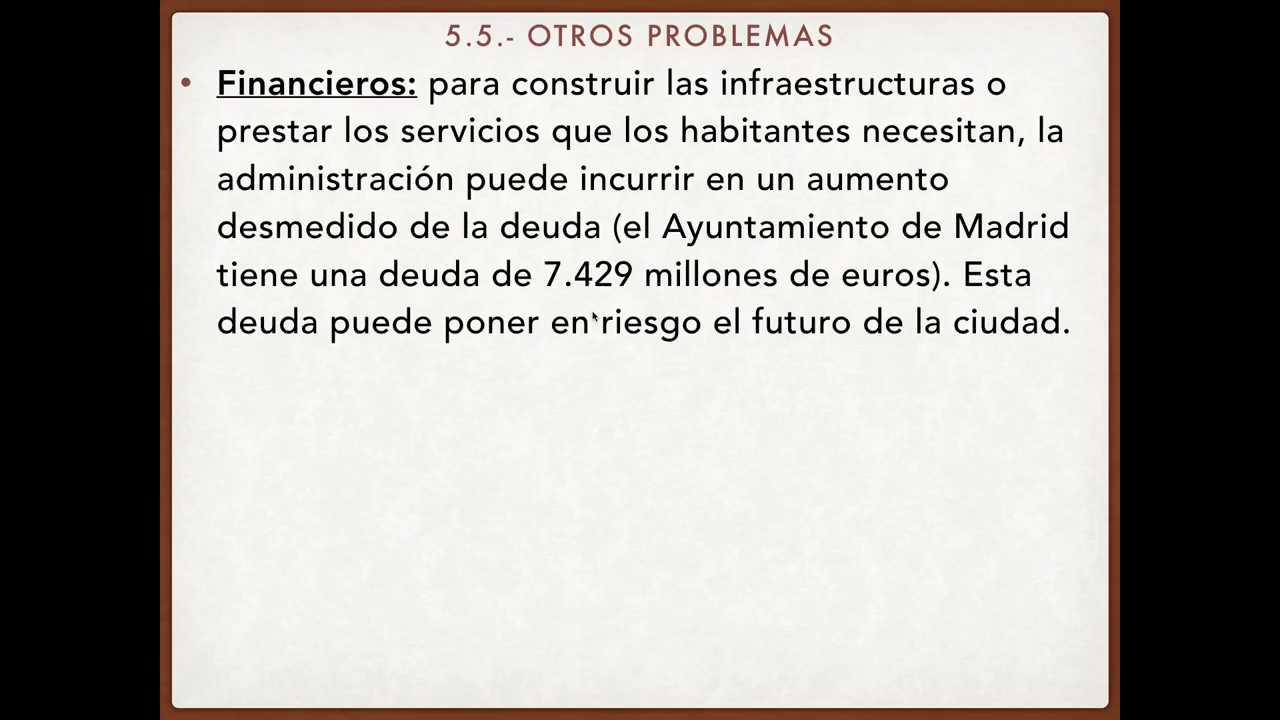 5.5.- OTROS PROBLEMAS
• Financieros: para construir las infraestructuras o
prestar los servicios que los habitantes necesitan, la
administración puede incurrir en un aumento
desmedido de la deuda (el Ayuntamiento de Madrid
tiene una deuda de 7.429 millones de euros). Esta
deuda puede poner en riesgo el futuro de la ciudad.